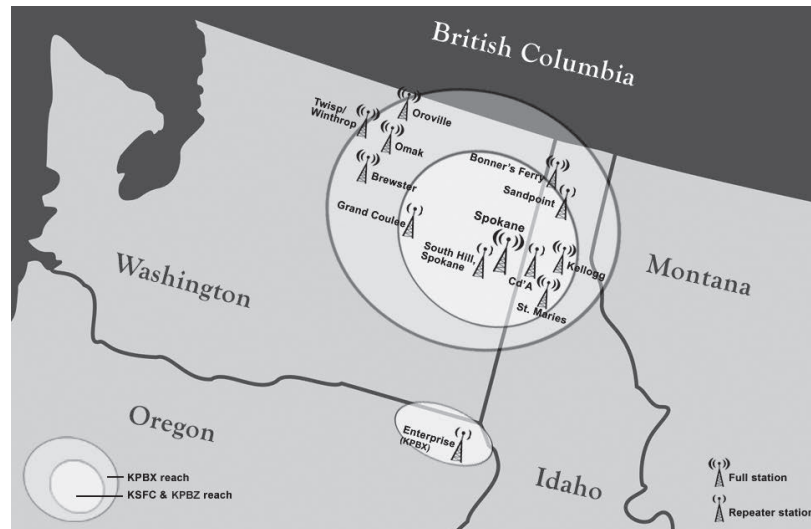 British Columbia
Twisp/
Winthrop
Oroville
Omak
Brewster
Bonner's Ferry
Sandpoint
Grand Coulee
Spokane
South Hill,
Spokane
Cd'A
Kellogg
St. Maries
Washington
Montana
Oregon
Enterprise
(KPBX)
Idaho
KPBX reach
KSFC & KPBZ reach
Full station
Repeater station